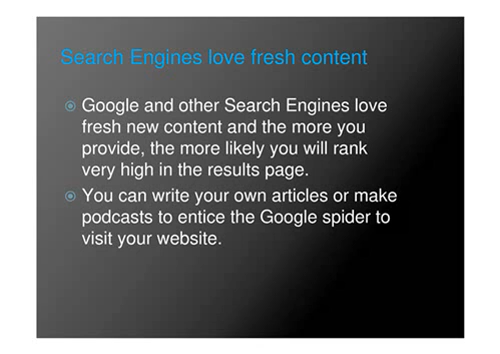 Search Engines love fresh content
Google and other Search Engines love
fresh new content and the more you
provide, the more likely you will rank
very high in the results page.
You can write your own articles or make
podcasts to entice the Google spider to
visit your website.